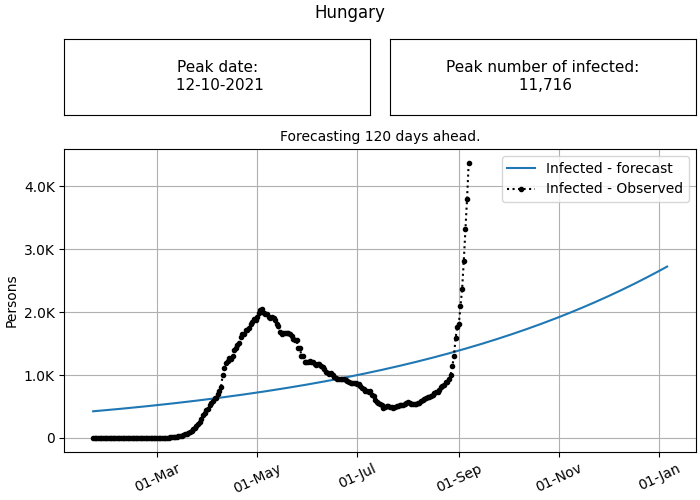 Hungary
Peak date:
12-10-2021
Peak number of infected:
11,716
Forecasting 120 days ahead.
Infected - forecast
Infected - Observed
4.0K
3.0K
2.0K
1.0K
0
Persons
01-Mar
01-May
01-Jul
01-Sep
01-Nov
01-Jan